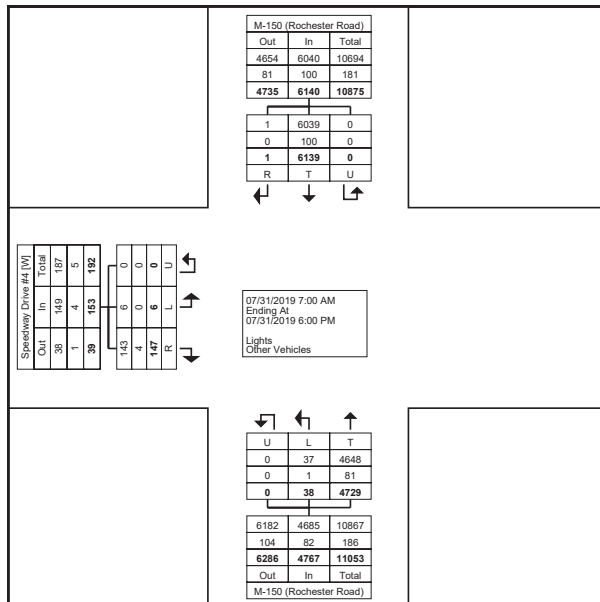 M-150 (Rochester Road)
Out In Total
4654 6040 10694
81 100 181
4735 6140 10875
1 6039 0
0 100 0
1 6139 0
R T U
Speedway Drive #4 [W]
Out In Total
38 149 187
1 4 5
39 153 192
143 6 0
4 0 0
147 6 0
R L U
07/31/2019 7:00 AM
Ending At
07/31/2019 6:00 PM
Lights
Other Vehicles
U L T
0 37 4648
0 1 81
0 38 4729
6182 4685 10867
104 82 186
6286 4767 11053
Out In Total
M-150 (Rochester Road)